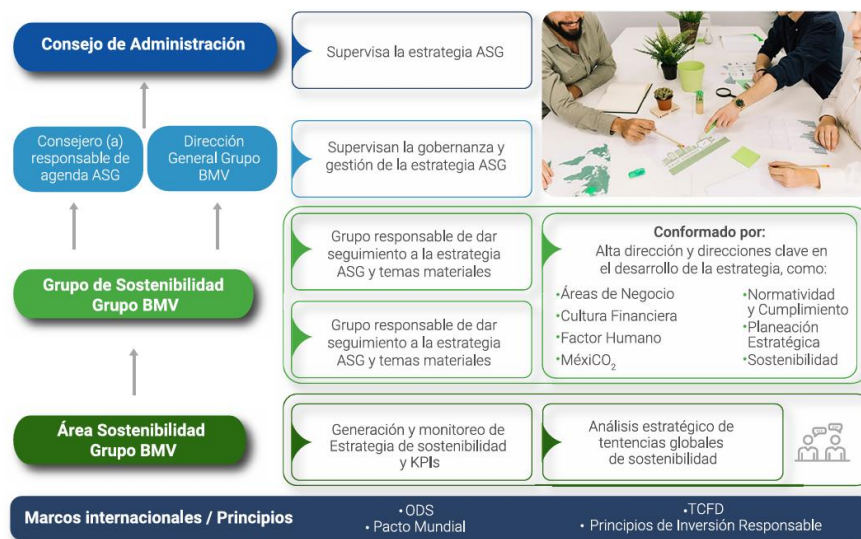 Consejo de Administración
Supervisa la estrategia ASG
Consejero (a)
responsable de
agenda ASG
Dirección
General Grupo
BMV
Supervisan la gobernanza y
gestión de la estrategia ASG
Grupo de Sostenibilidad
Grupo BMV
Grupo responsable de dar
seguimiento a la estrategia
ASG y temas materiales
Grupo responsable de dar
seguimiento a la estrategia
ASG y temas materiales
Conformado por:
Alta dirección y direcciones clave en
el desarrollo de la estrategia, como:
•Áreas de Negocio
•Cultura Financiera
•Factor Humano
•MéxiCO₂
•Normatividad
y Cumplimiento
•Planeación
Estratégica
•Sostenibilidad
Área Sostenibilidad
Grupo BMV
Generación y monitoreo de
Estrategia de sostenibilidad
y KPIs
Análisis estratégico de
tentencias globales
de sostenibilidad
Marcos internacionales / Principios
•ODS
•Pacto Mundial
•TCFD
•Principios de Inversión Responsable